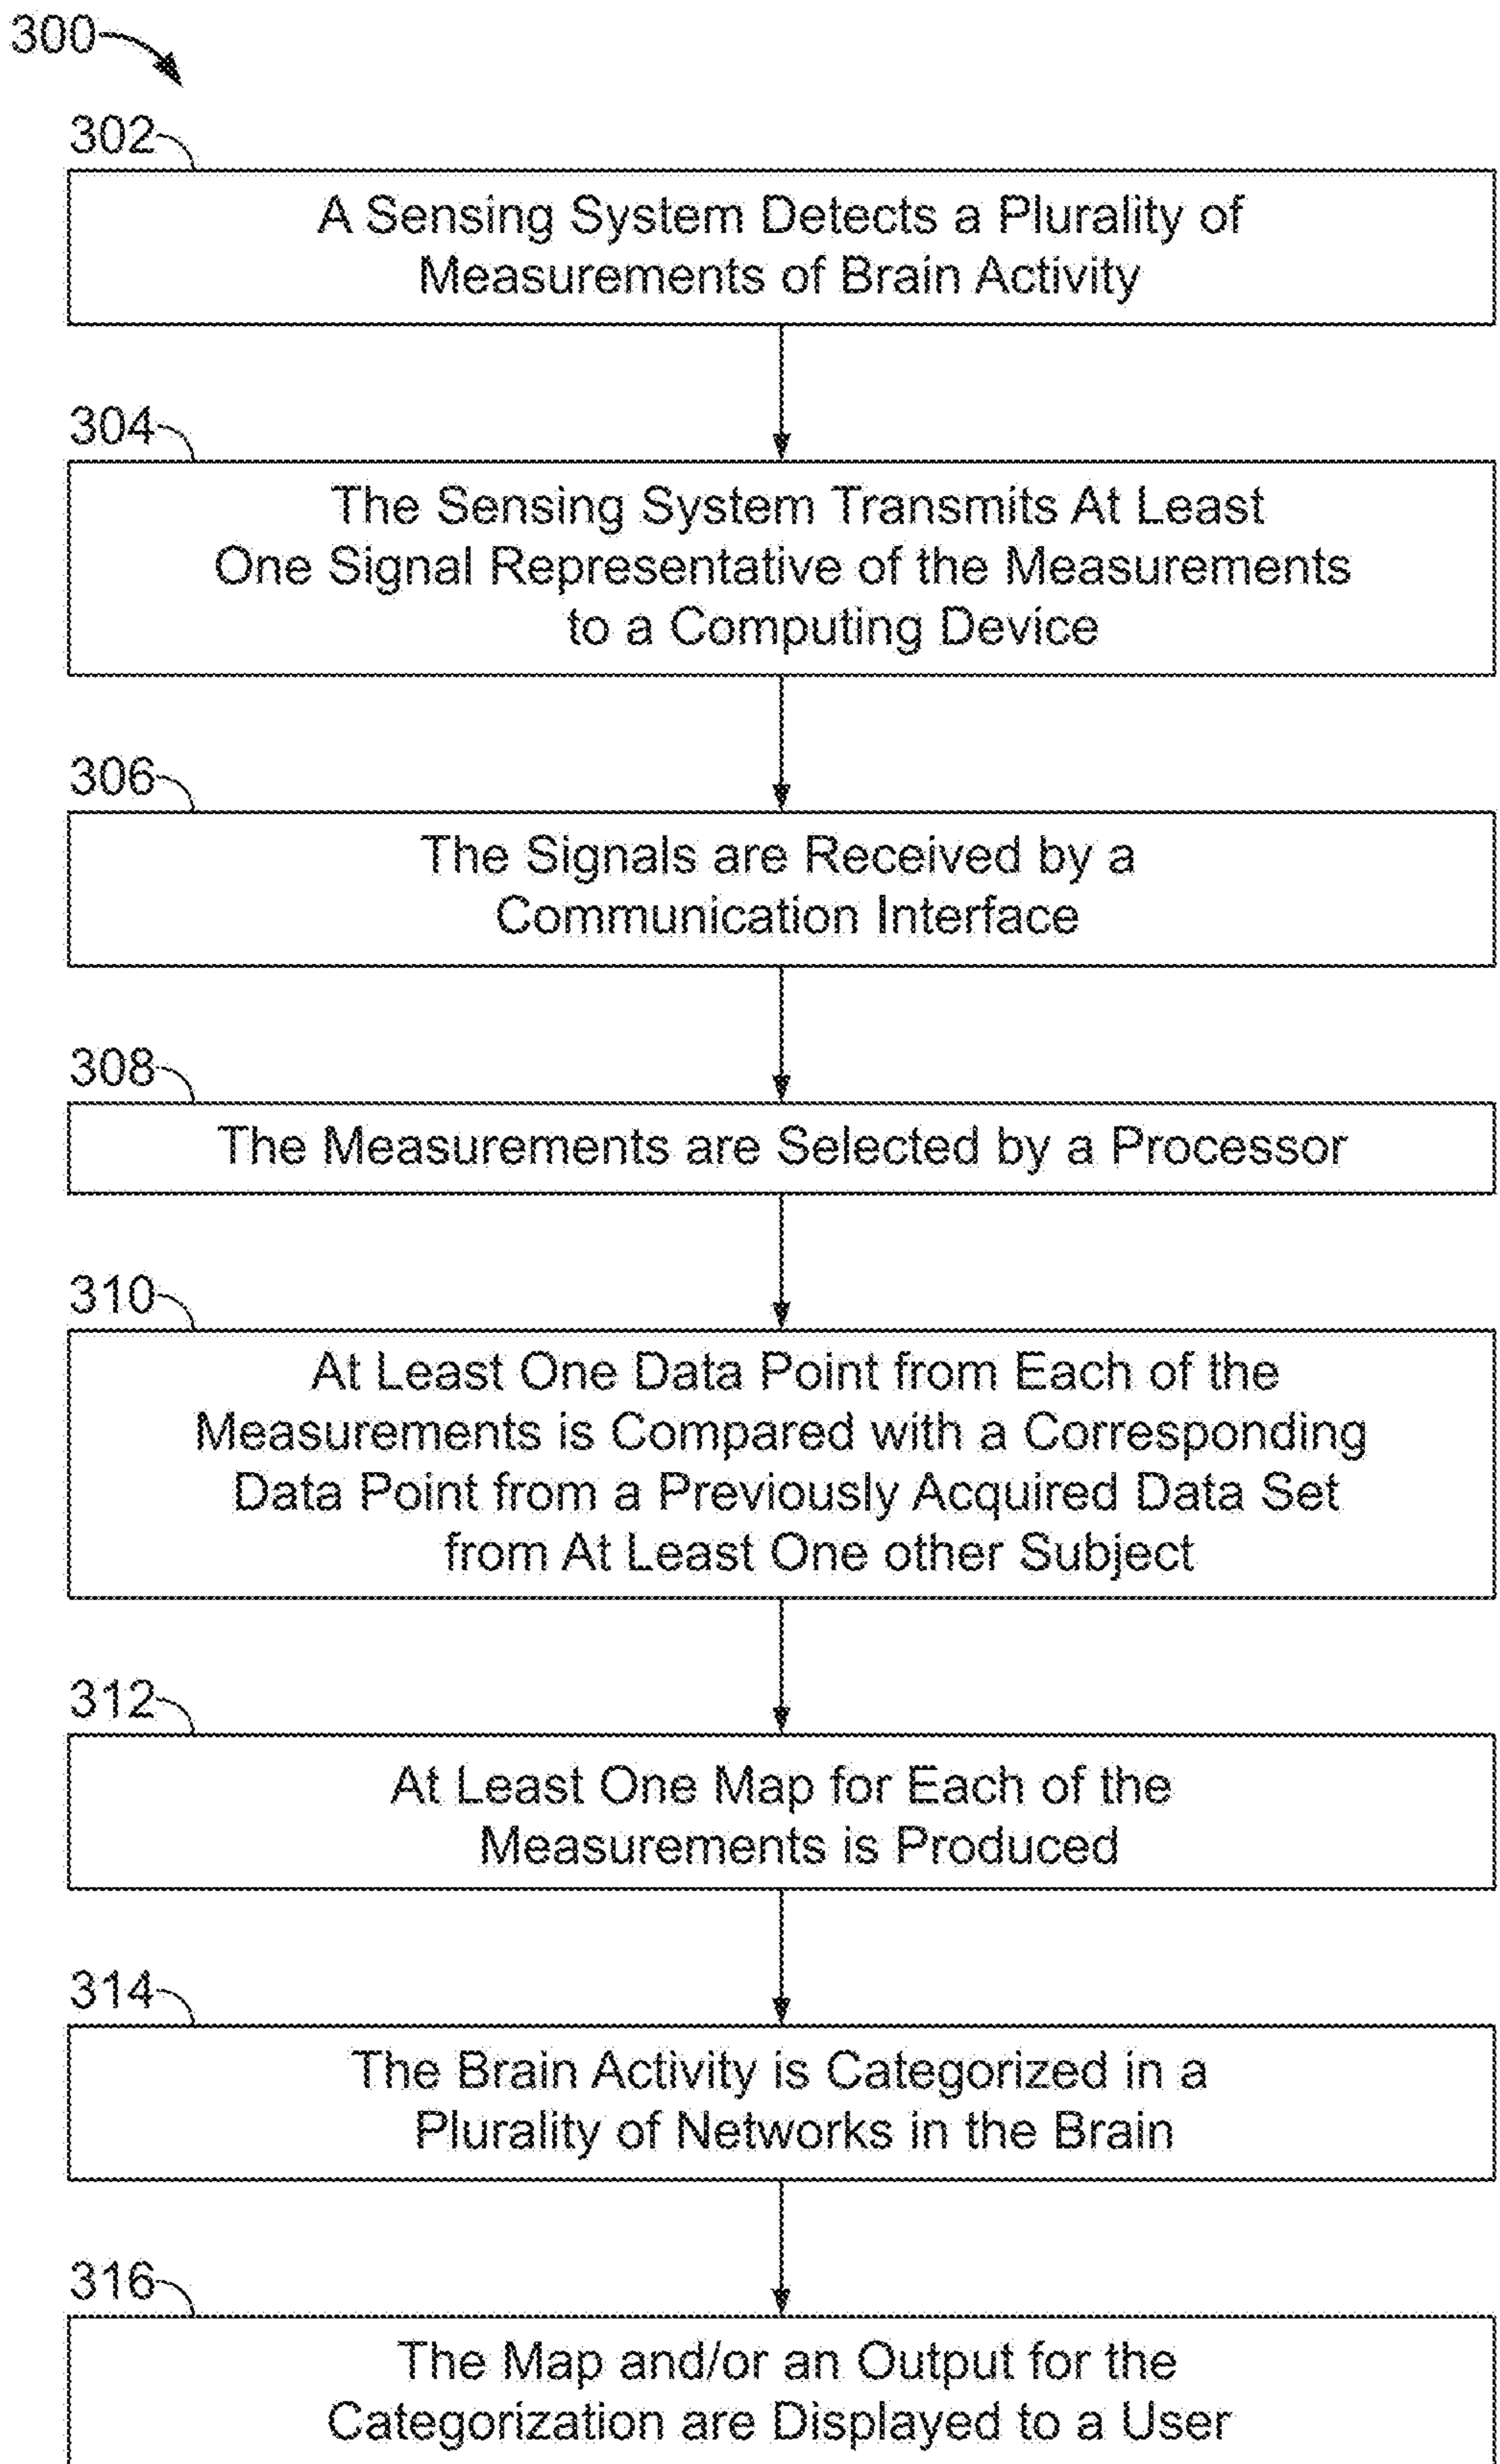 300
302
A Sensing System Detects a Plurality of
Measurements of Brain Activity
304
The Sensing System Transmits At Least
One Signal Representative of the Measurements
to a Computing Device
306
The Signals are Received by a
Communication Interface
308
The Measurements are Selected by a Processor
310
At Least One Data Point from Each of the
Measurements is Compared with a Corresponding
Data Point from a Previously Acquired Data Set
from At Least One other Subject
312
At Least One Map for Each of the
Measurements is Produced
314
The Brain Activity is Categorized in a
Plurality of Networks in the Brain
316
The Map and/or an Output for the
Categorization are Displayed to a User